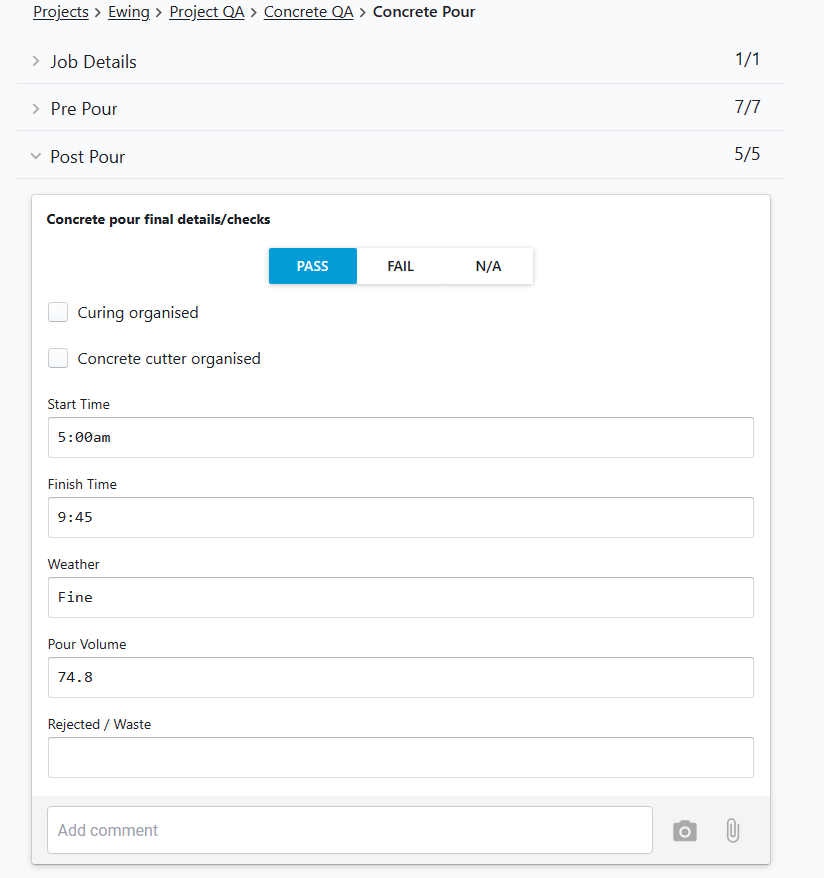 Projects > Ewing > Project QA > Concrete QA > Concrete Pour
Job Details 1/1
Pre Pour 7/7
Post Pour 5/5
Concrete pour final details/checks
PASS FAIL N/A
Curing organised
Concrete cutter organised
Start Time
5:00am
Finish Time
9:45
Weather
Fine
Pour Volume
74.8
Rejected / Waste
Add comment